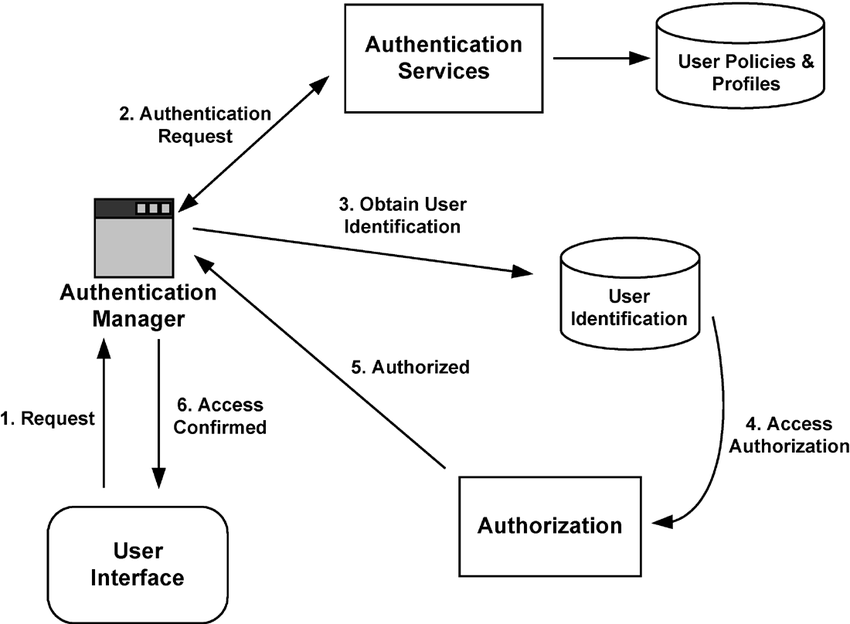 Authentication
Services
User Policies &
Profiles
2. Authentication
Request
3. Obtain User
Identification
Authentication
Manager
User
Identification
5. Authorized
1. Request
6. Access
Confirmed
4. Access
Authorization
Authorization
User
Interface